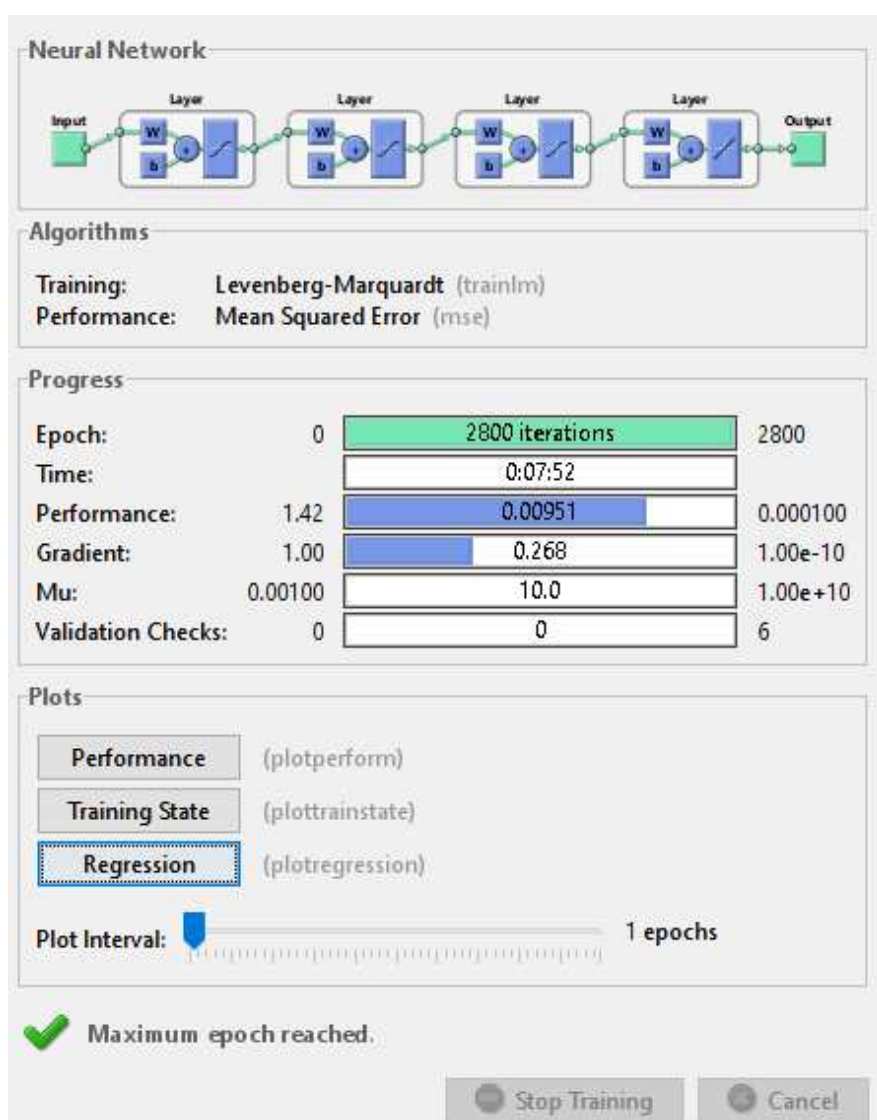 Neural Network
Layer Layer Layer Layer
Input Output
W W W W
b b b b
Algorithms
Training: Levenberg-Marquardt (trainlm)
Performance: Mean Squared Error (mse)
Progress
Epoch: 0 2800 iterations 2800
Time: 0:07:52
Performance: 1.42 0.00951 0.000100
Gradient: 1.00 0.268 1.00e-10
Mu: 0.00100 10.0 1.00e+10
Validation Checks: 0 0 6
Plots
Performance (plotperform)
Training State (plottrainstate)
Regression (plotregression)
Plot Interval: 1 epochs
Maximum epoch reached.
Stop Training Cancel